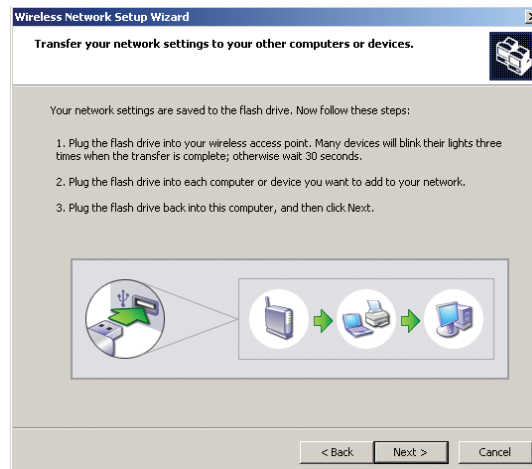 Wireless Network Setup Wizard
Transfer your network settings to your other computers or devices.
Your network settings are saved to the flash drive. Now follow these steps:
1. Plug the flash drive into your wireless access point. Many devices will blink their lights three
times when the transfer is complete; otherwise wait 30 seconds.
2. Plug the flash drive into each computer or device you want to add to your network.
3. Plug the flash drive back into this computer, and then click Next.
< Back
Next >
Cancel